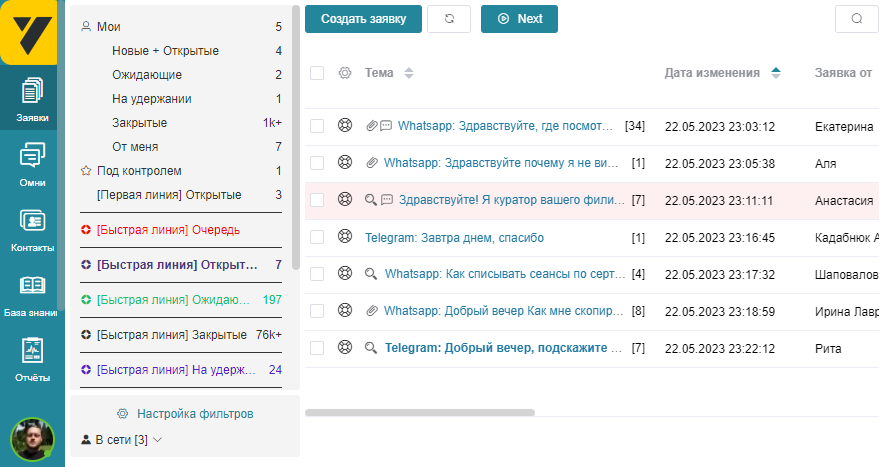 Заявки
Омни
Контакты
База знани
Отчёты
Мои 5
Новые + Открытые 4
Ожидающие 2
На удержании 1
Закрытые 1k+
От меня 7
Под контролем 1
[Первая линия] Открытые 3
[Быстрая линия] Очередь
[Быстрая линия] Открыт... 7
[Быстрая линия] Ожидаю... 197
[Быстрая линия] Закрытые 76k+
[Быстрая линия] На удерж... 24
Настройка фильтров
В сети [3]
Создать заявку Next
Тема Дата изменения Заявка от
Whatsapp: Здравствуйте, где посмот... [34] 22.05.2023 23:03:12 Екатерина
Whatsapp: Здравствуйте почему я не ви... [1] 22.05.2023 23:05:38 Аля
Здравствуйте! Я куратор вашего фили... [7] 22.05.2023 23:11:11 Анастасия
Telegram: Завтра днем, спасибо [1] 22.05.2023 23:16:45 Кадабнюк А
Whatsapp: Как списывать сеансы по серт... [4] 22.05.2023 23:17:32 Шаповалов
Whatsapp: Добрый вечер Как мне скопир... [8] 22.05.2023 23:18:59 Ирина Лавр
Telegram: Добрый вечер, подскажите ... [7] 22.05.2023 23:22:12 Рита